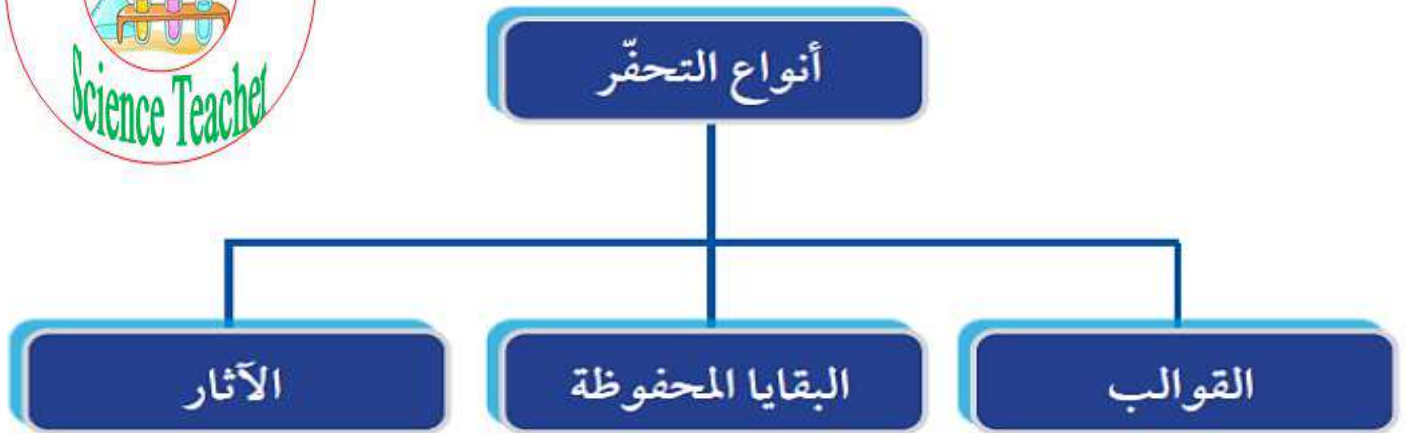 Science Teacher
أنواع التحفّر
القوالب
البقايا المحفوظة
الآثار